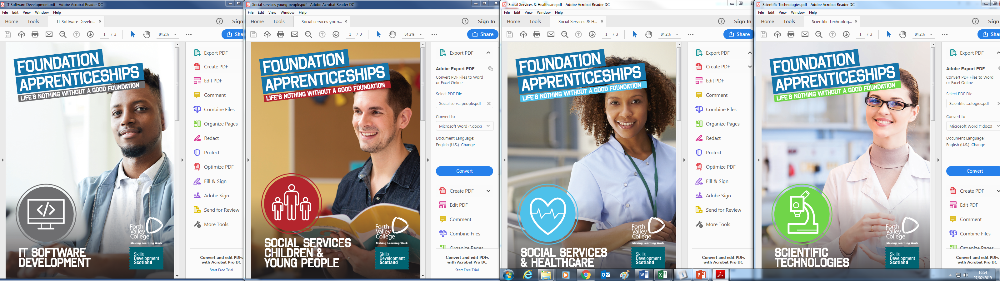 IT Software Development.pdf - Adobe Acrobat Reader DC
File Edit View Window Help
Home Tools IT Software Develo... ×
? Sign
1 / 3 84.2% Sha
FOUNDATION
APPRENTICESHIPS
LIFE'S NOTHING WITHOUT A GOOD FOUNDATION
Forth
Valley
College
Making Learning Work
IT SOFTWARE
DEVELOPMENT
Skills
Development
Scotland
Export PDF
Create PDF
Edit PDF
Comment
Combine Files
Organize Pages
Redact
Protect
Optimize PDF
Fill & Sign
Adobe Sign
Send for Review
More Tools
Convert and edit PDFs
with Acrobat Pro DC
Start Free Trial
Social services young people.pdf - Adobe Acrobat Reader DC
File Edit View Window Help
Home Tools Social services youn... ×
? Sign In
1 / 3 84.2% Share
FOUNDATION
APPRENTICESHIPS
LIFE'S NOTHING WITHOUT A GOOD FOUNDATION
Forth
Valley
College
Making Learning Work
SOCIAL SERVICES
CHILDREN &
YOUNG PEOPLE
Skills
Development
Scotland
Export PDF
Adobe Export PDF
Convert PDF Files to Word
or Excel Online
Select PDF File
Social serv... people.pdf
Convert to
Microsoft Word (*.docx)
Document Language:
English (U.S.) Change
Convert
Create PDF
Edit PDF
Comment
Combine Files
Organize Pages
Convert and edit PDFs
with Acrobat Pro DC
Start Free Trial
Social Services & Healthcare.pdf - Adobe Acrobat Reader DC
File Edit View Window Help
Home Tools Social Services & H... ×
? Sign In
1 / 3 84.2% Share
FOUNDATION
APPRENTICESHIPS
LIFE'S NOTHING WITHOUT A GOOD FOUNDATION
Forth
Valley
College
Making Learning Work
SOCIAL SERVICES
& HEALTHCARE
Skills
Development
Scotland
Export PDF
Create PDF
Edit PDF
Comment
Combine Files
Organize Pages
Redact
Protect
Optimize PDF
Fill & Sign
Adobe Sign
Send for Review
More Tools
Convert and edit PDFs
with Acrobat Pro DC
Scientific Technologies.pdf - Adobe Acrobat Reader DC
File Edit View Window Help
Home Tools Scientific Technolog... ×
? Sign
1 / 3 84.2% Shar
FOUNDATION
APPRENTICESHIPS
LIFE'S NOTHING WITHOUT A GOOD FOUNDATION
Forth
Valley
College
Making Learning Work
SCIENTIFIC
TECHNOLOGIES
Skills
Development
Scotland
Export PDF
Adobe Export PDF
Convert PDF Files to Word
or Excel Online
Select PDF File
Scientific ...ologies.pdf
Convert to
Microsoft Word (*.docx)
Document Language:
English (U.S.) Change
Convert
Create PDF
Edit PDF
Comment
Combine Files
Organize Pages
Convert and edit PDFs
with Acrobat Pro DC
16:54
07/02/2019